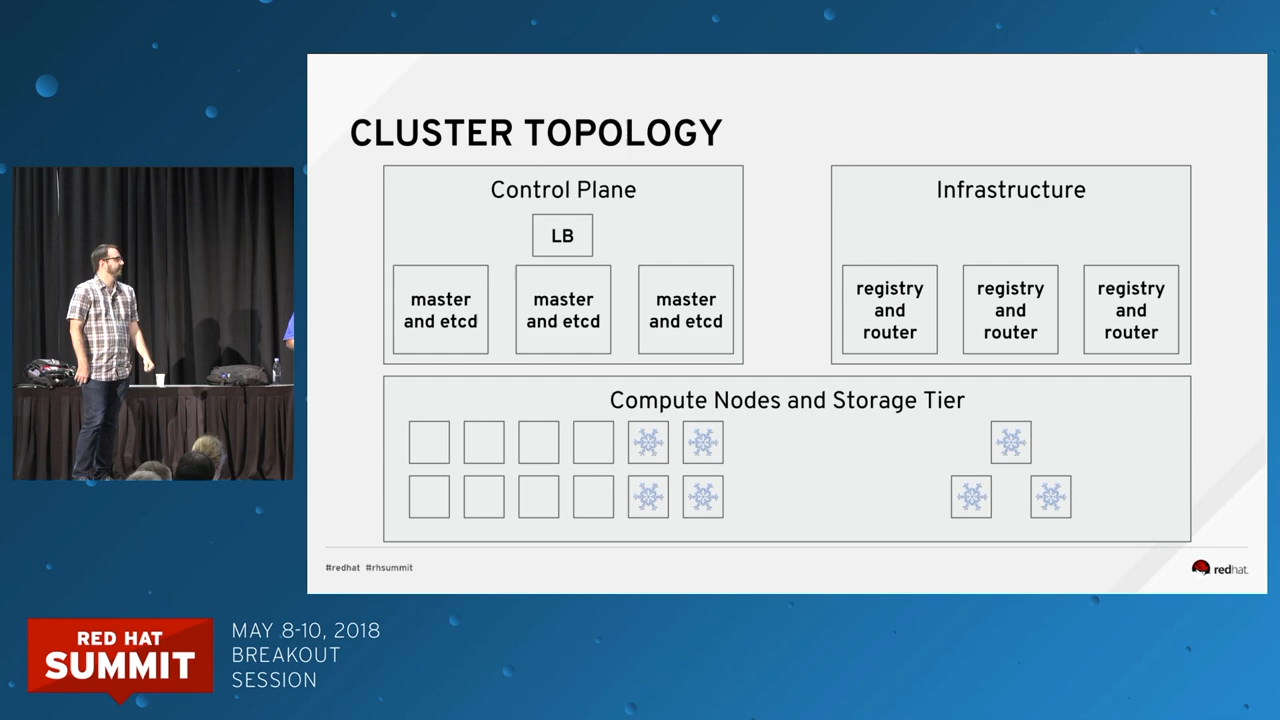 CLUSTER TOPOLOGY
Control Plane
LB
master
and etcd
master
and etcd
master
and etcd
Infrastructure
registry
and
router
registry
and
router
registry
and
router
Compute Nodes and Storage Tier
#redhat #rhsummit
redhat.
RED HAT
SUMMIT
MAY 8-10, 2018
BREAKOUT
SESSION